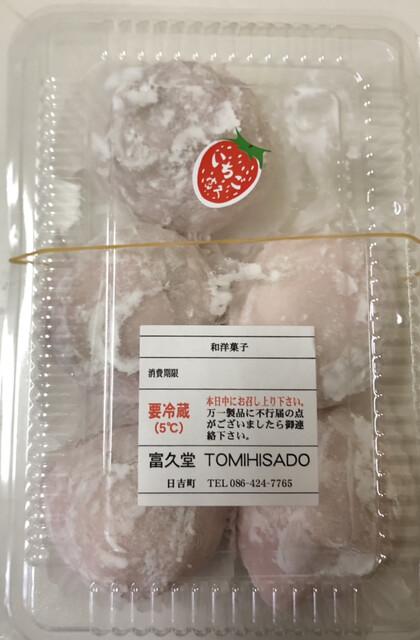 いちご
和洋菓子
消費期限
要冷蔵
(5℃)
本日中にお召し上り下さい。
万一製品に不行届の点
がございましたら御連
絡下さい。
富久堂 TOMIHISADO
日吉町 TEL 086-424-7765